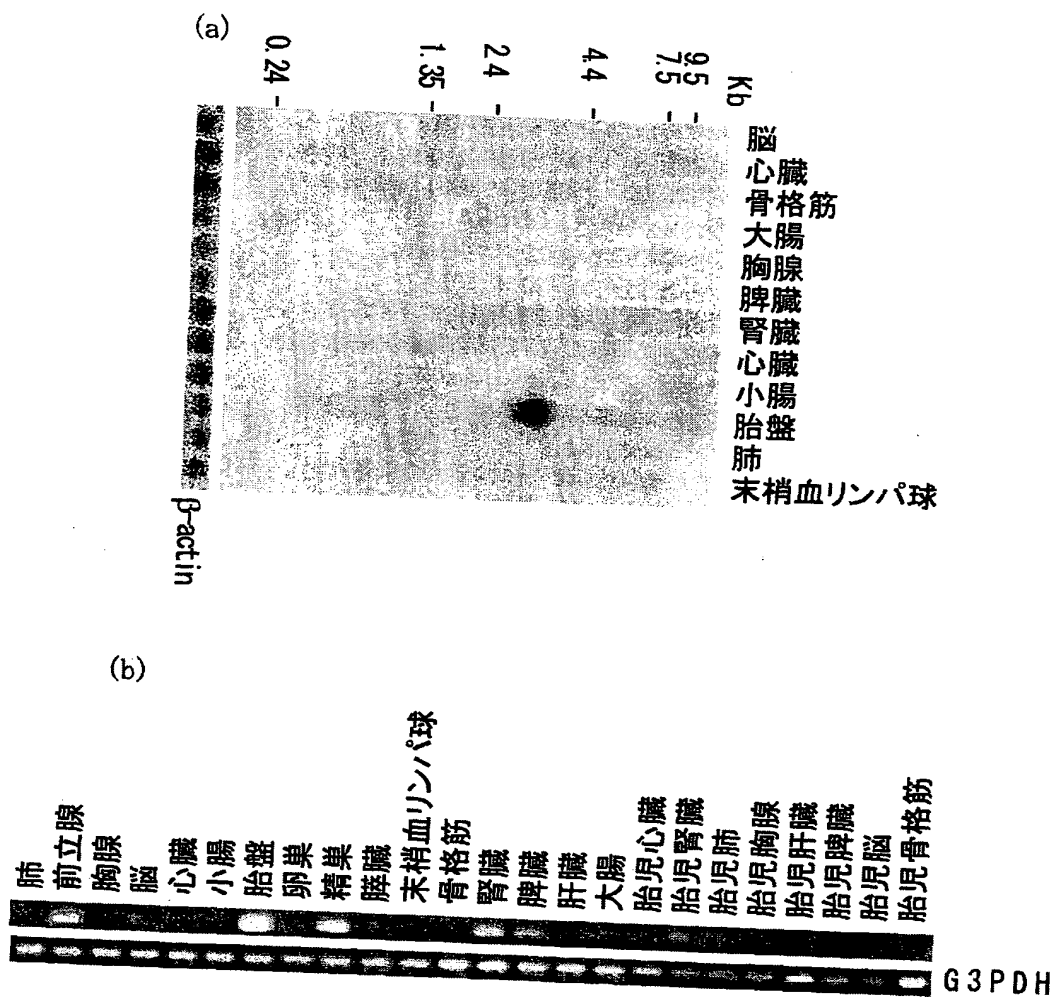 (a)
0.24
1.35
2.4
4.4
7.5
9.5
Kb
脳
心臓
骨格筋
大腸
胸腺
脾臓
腎臓
心臓
小腸
胎盤
肺
末梢血リンパ球
β-actin
(b)
肺
前立腺
胸腺
脳
心臓
小腸
胎盤
卵巣
精巣
膵臓
末梢血リンパ球
骨格筋
腎臓
脾臓
肝臓
大腸
胎児心臓
胎児腎臓
胎児肺
胎児胸腺
胎児肝臓
胎児脾臓
胎児脳
胎児骨格筋
G3PDH